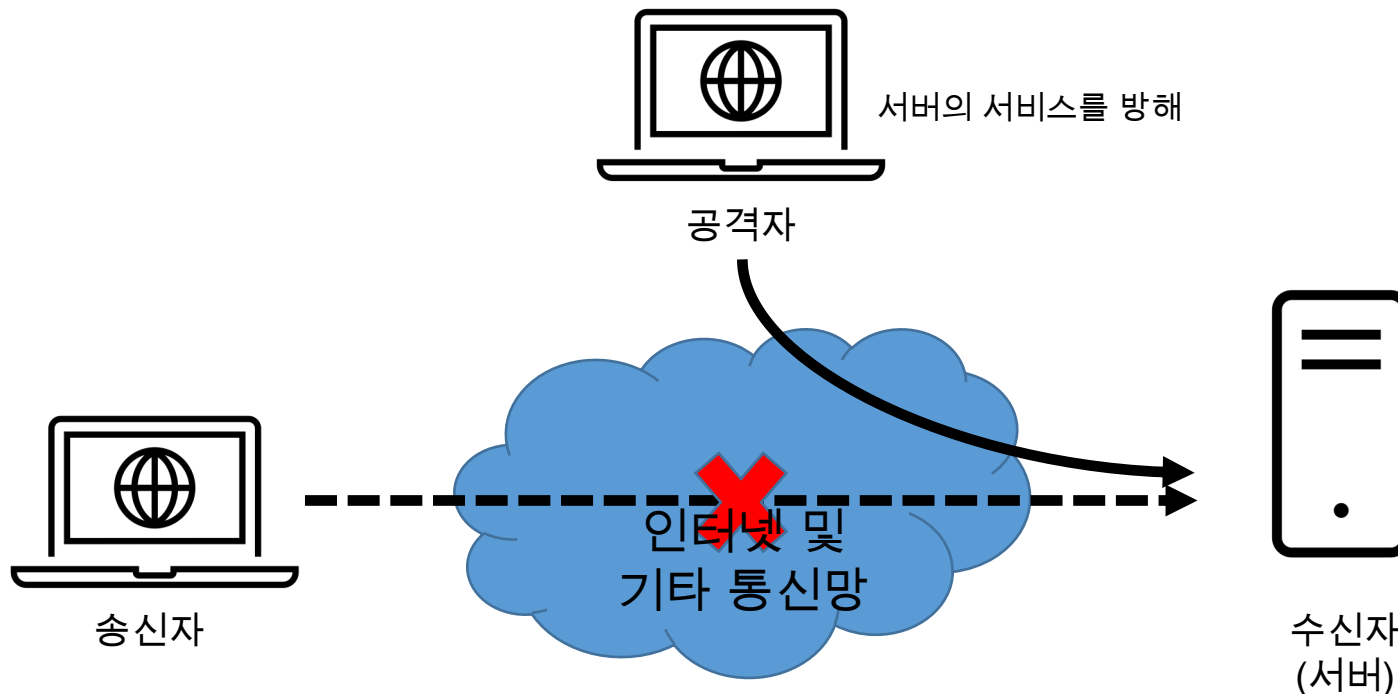 서버의 서비스를 방해
공격자
인터넷 및
기타 통신망
송신자
수신자
(서버)